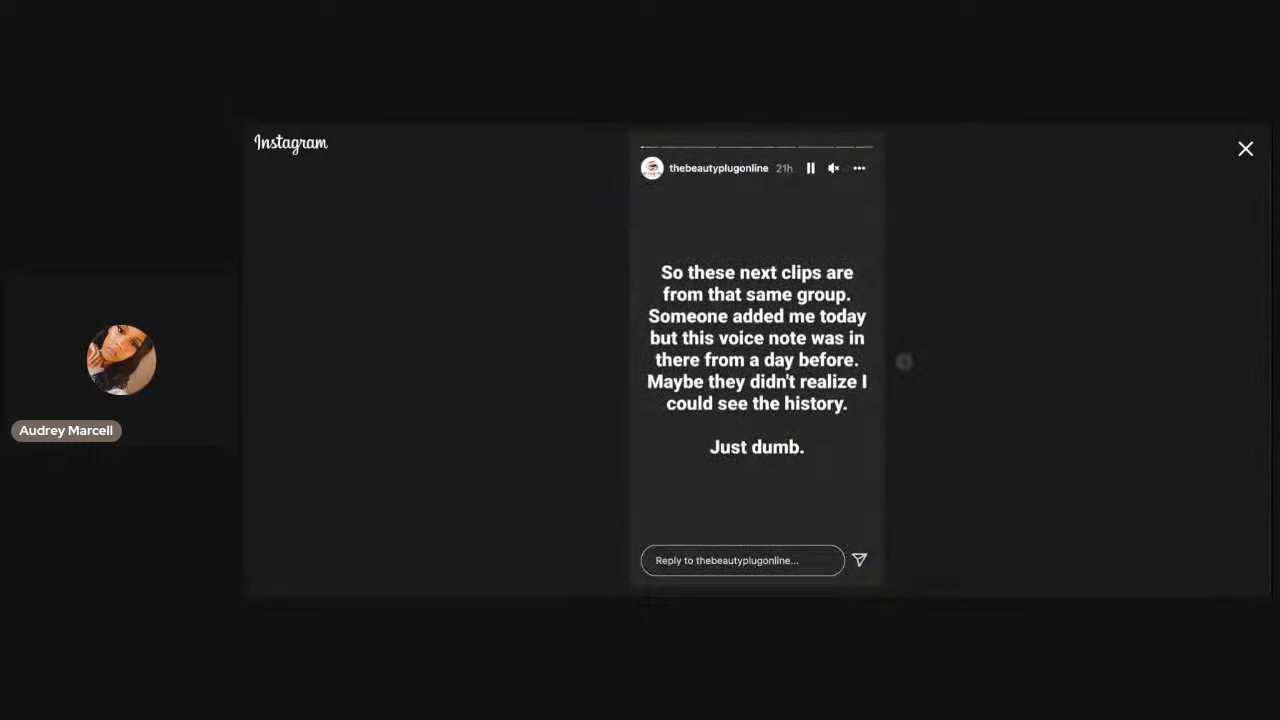 Instagram
thebeautyplugonline 21h
So these next clips are
from that same group.
Someone added me today
but this voice note was in
there from a day before.
Maybe they didn't realize I
could see the history.
Just dumb.
Audrey Marcell
Reply to thebeautyplugonline...